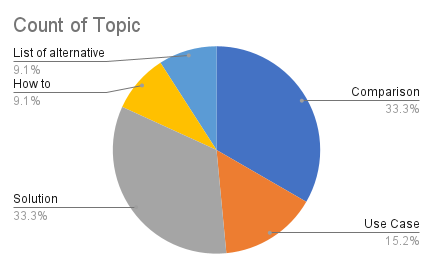 Count of Topic
List of alternative
9.1%
How to
9.1%
Comparison
33.3%
Solution
33.3%
Use Case
15.2%